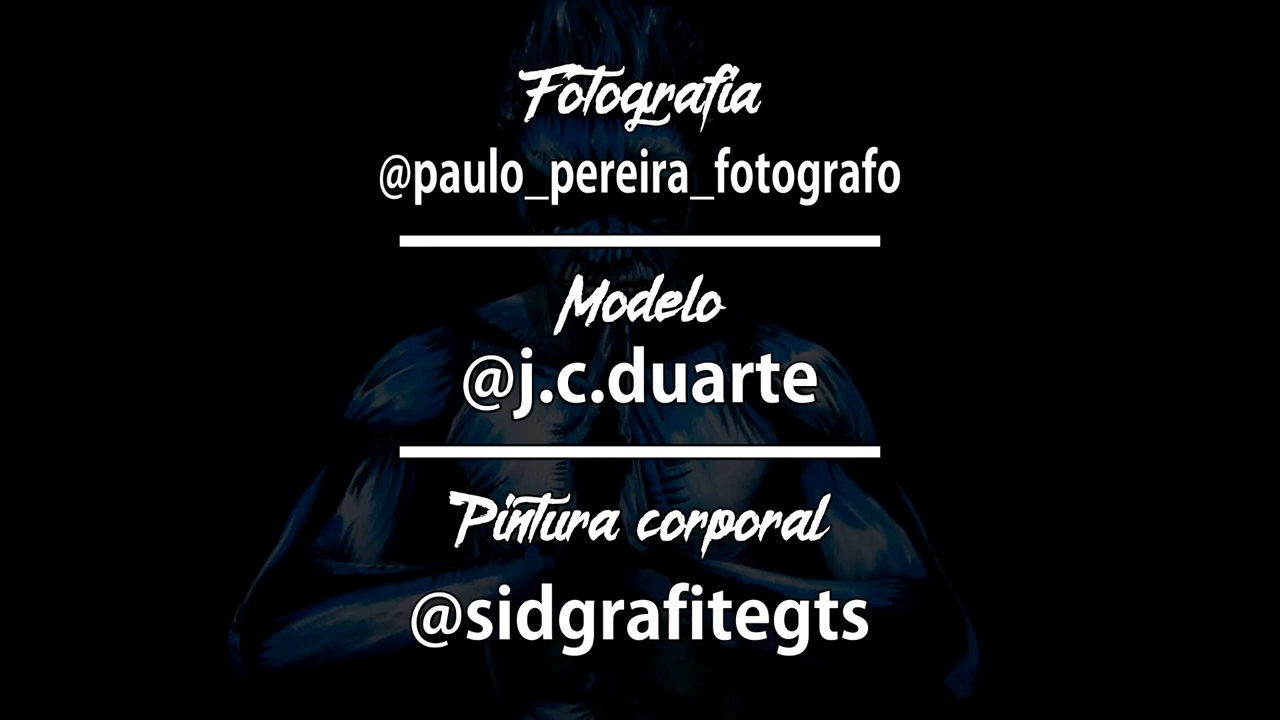 Fotografia
@paulo_pereira_fotografo
Modelo
@j.c.duarte
Pintura corporal
@sidgrafitegts